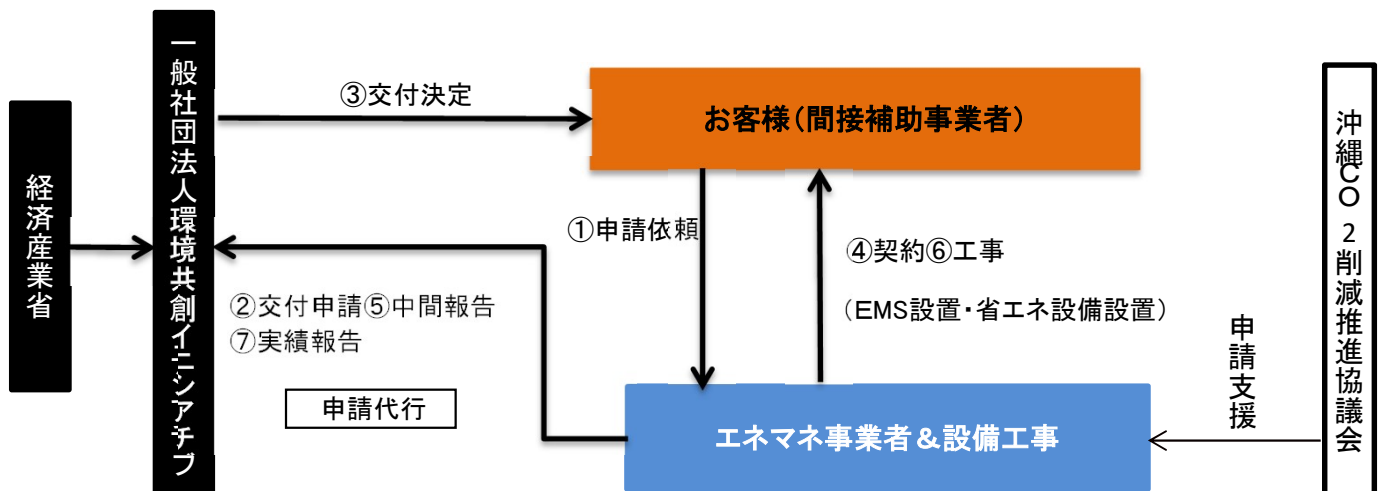 経済産業省
一般社団法人環境共創イニシアチブ
③交付決定
お客様(間接補助事業者)
①申請依頼
④契約⑥工事
(EMS設置・省エネ設備設置)
②交付申請⑤中間報告
⑦実績報告
申請代行
エネマネ事業者&設備工事
申請支援
沖縄CO2削減推進協議会